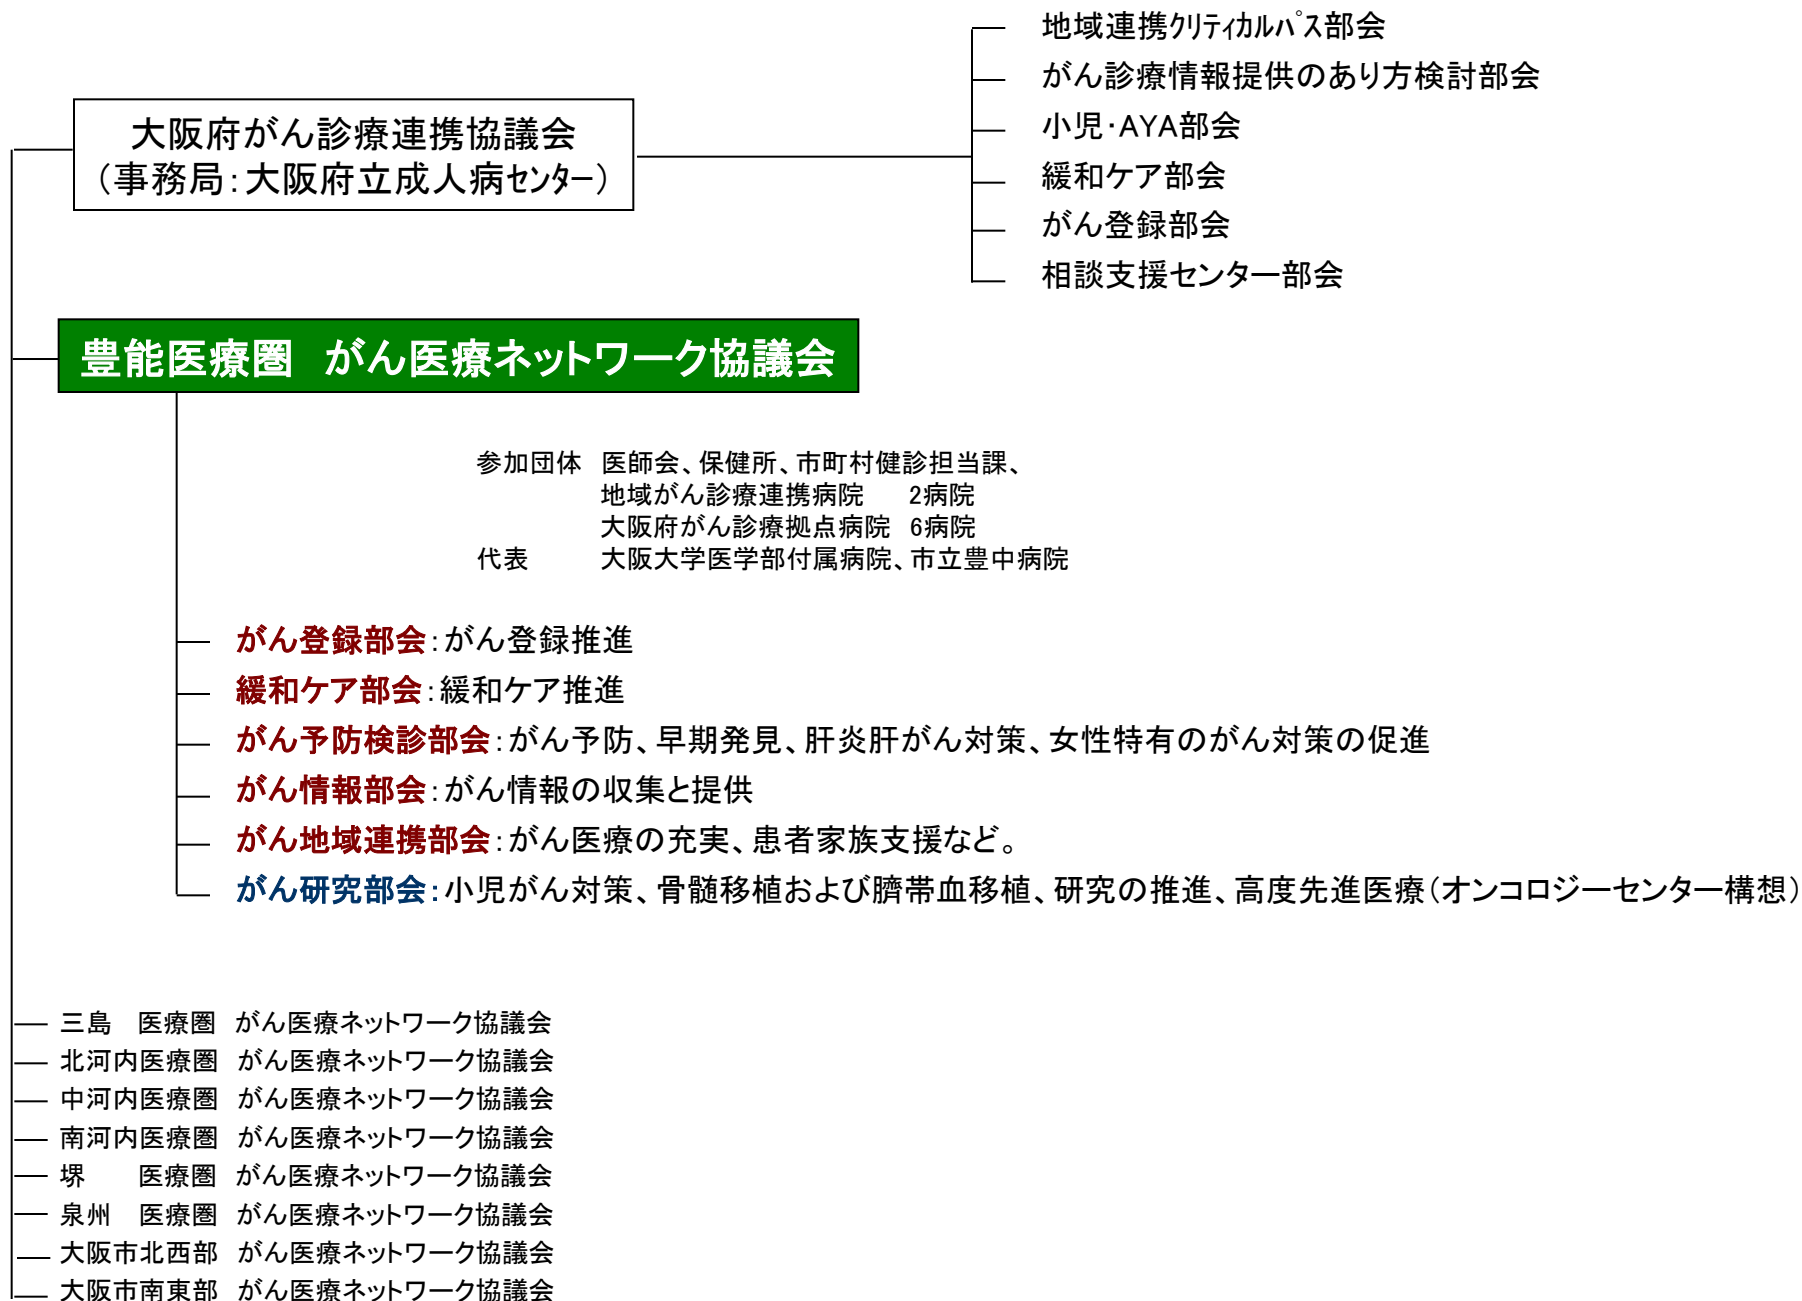 地域連携ｸﾘﾃｨｶﾙﾊﾟｽ部会
がん診療情報提供のあり方検討部会
小児・AYA部会
緩和ケア部会
がん登録部会
相談支援センター部会
大阪府がん診療連携協議会
（事務局：大阪府立成人病ｾﾝﾀｰ）
豊能医療圏　がん医療ネットワーク協議会
参加団体　医師会、保健所、市町村健診担当課、
地域がん診療連携病院　　2病院
大阪府がん診療拠点病院　6病院
代表　　　大阪大学医学部付属病院、市立豊中病院
がん登録部会：がん登録推進
緩和ケア部会：緩和ケア推進
がん予防検診部会：がん予防、早期発見、肝炎肝がん対策、女性特有のがん対策の促進
がん情報部会：がん情報の収集と提供
がん地域連携部会：がん医療の充実、患者家族支援など。
がん研究部会：小児がん対策、骨髄移植および臍帯血移植、研究の推進、高度先進医療（オンコロジーセンター構想）
三島　医療圏　がん医療ネットワーク協議会
北河内医療圏　がん医療ネットワーク協議会
中河内医療圏　がん医療ネットワーク協議会
南河内医療圏　がん医療ネットワーク協議会
堺　　医療圏　がん医療ネットワーク協議会
泉州　医療圏　がん医療ネットワーク協議会
大阪市北西部　がん医療ネットワーク協議会
大阪市南東部　がん医療ネットワーク協議会